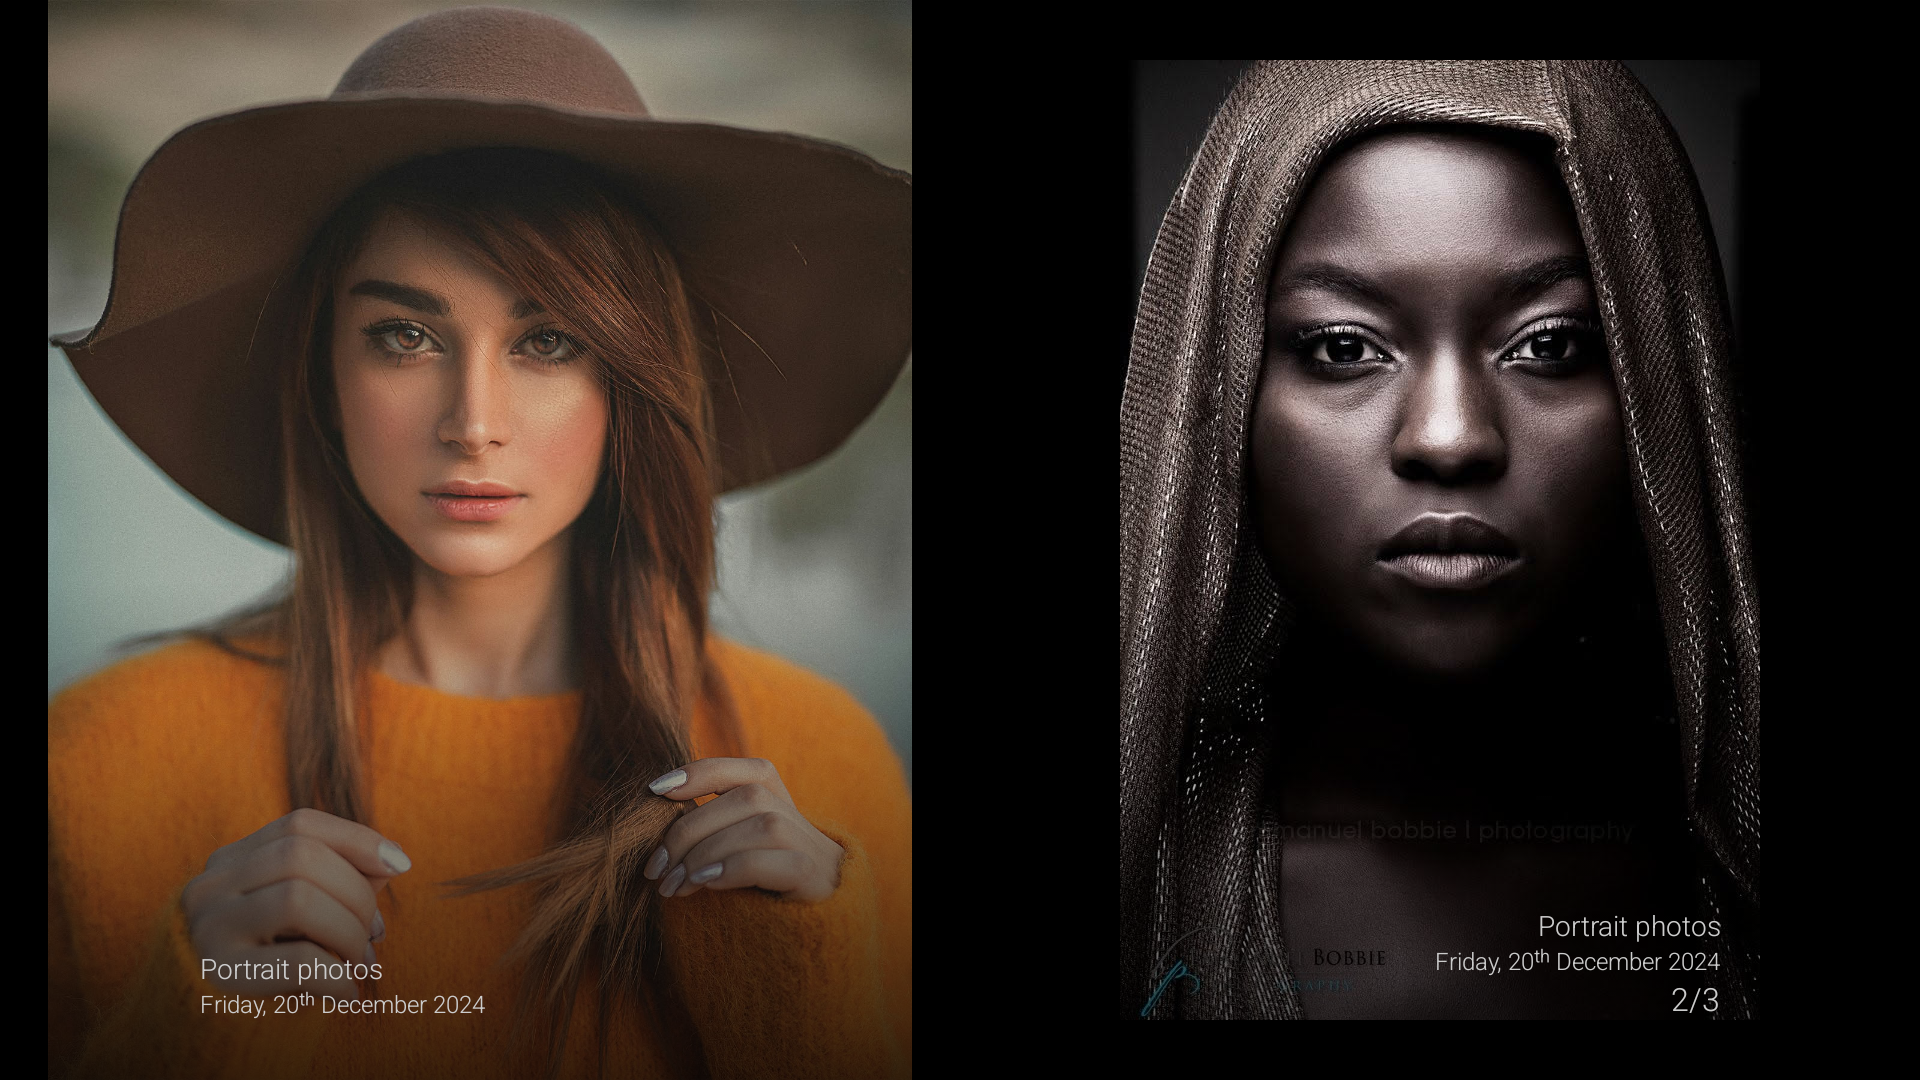 Portrait photos
Friday, 20th December 2024
manuel bobbie | photography
BOBBIE
Portrait photos
Friday, 20th December 2024
2/3